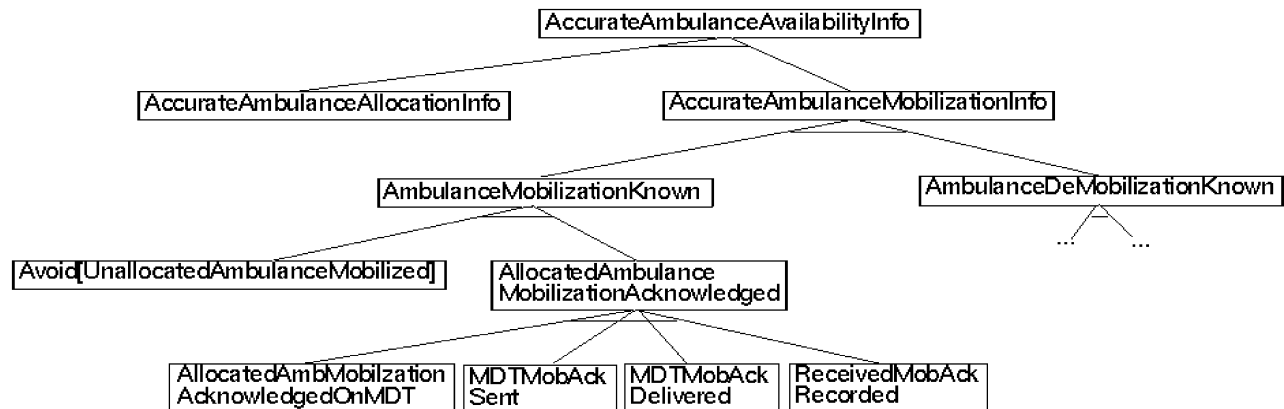 AccurateAmbulanceAvailabilityInfo
AccurateAmbulanceAllocationInfo
AccurateAmbulanceMobilizationInfo
AmbulanceMobilizationKnown
AmbulanceDeMobilizationKnown
...
...
Avoid[UnallocatedAmbulanceMobilized]
AllocatedAmbulance
MobilizationAcknowledged
AllocatedAmbMobilzation
AcknowledgedOnMDT
MDTMobAck
Sent
MDTMobAck
Delivered
ReceivedMobAck
Recorded